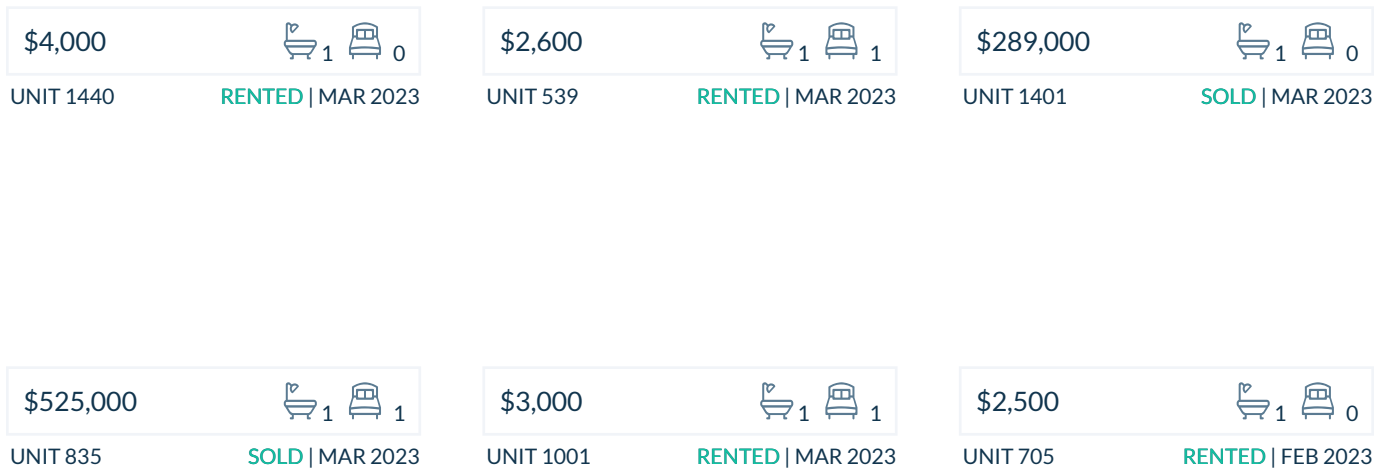 $4,000 1 0
UNIT 1440 RENTED | MAR 2023
$2,600 1 1
UNIT 539 RENTED | MAR 2023
$289,000 1 0
UNIT 1401 SOLD | MAR 2023
$525,000 1 1
UNIT 835 SOLD | MAR 2023
$3,000 1 1
UNIT 1001 RENTED | MAR 2023
$2,500 1 0
UNIT 705 RENTED | FEB 2023